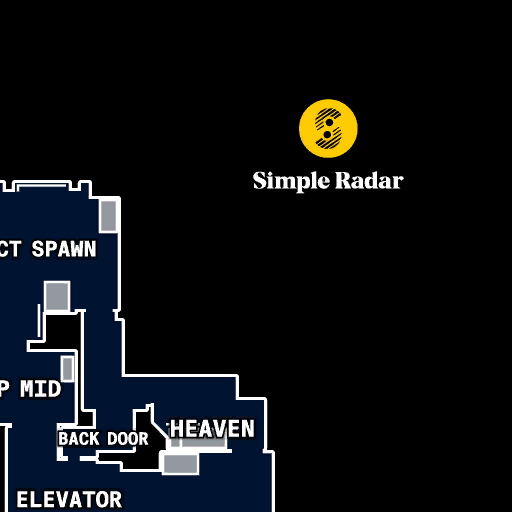 Simple Radar
CT SPAWN
P MID
HEAVEN
BACK DOOR
ELEVATOR